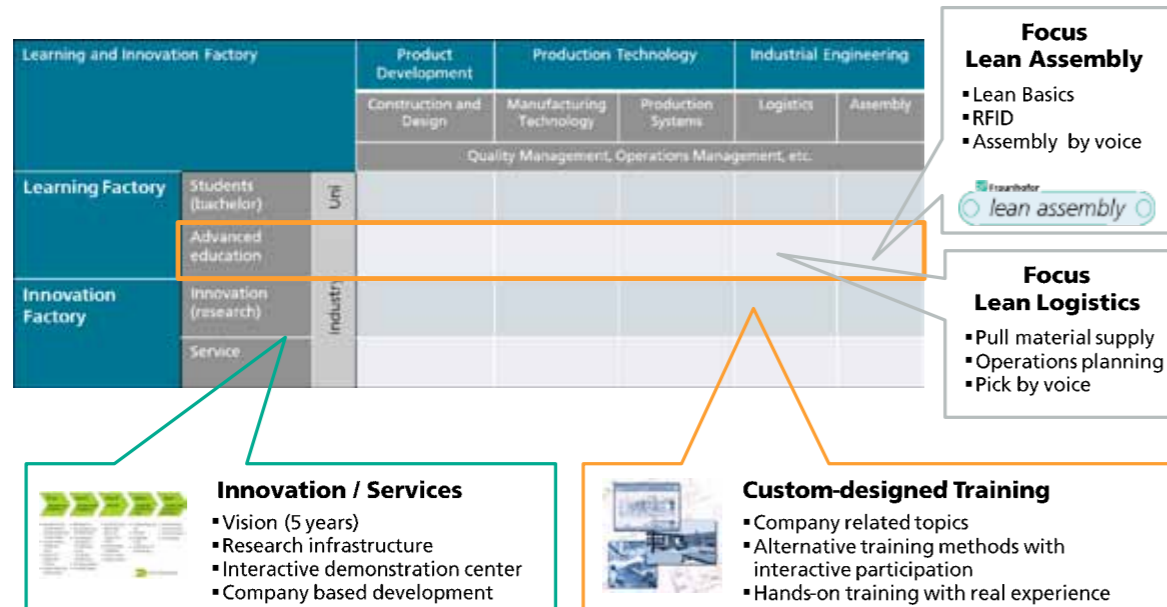 Learning and Innovation Factory
Product
Development
Production Technology
Industrial Engineering
Construction and
Design
Manufacturing
Technology
Production
Systems
Logistics
Assembly
Quality Management, Operations Management, etc.
Learning Factory
Students
(bachelor)
Uni
Advanced
education
Innovation
Factory
Innovation
(research)
Industry
Service
Focus
Lean Assembly
▪Lean Basics
▪RFID
▪Assembly by voice
Fraunhofer
lean assembly
Focus
Lean Logistics
▪Pull material supply
▪Operations planning
▪Pick by voice
Innovation / Services
▪Vision (5 years)
▪Research infrastructure
▪Interactive demonstration center
▪Company based development
Custom-designed Training
▪Company related topics
▪Alternative training methods with
interactive participation
▪Hands-on training with real experience